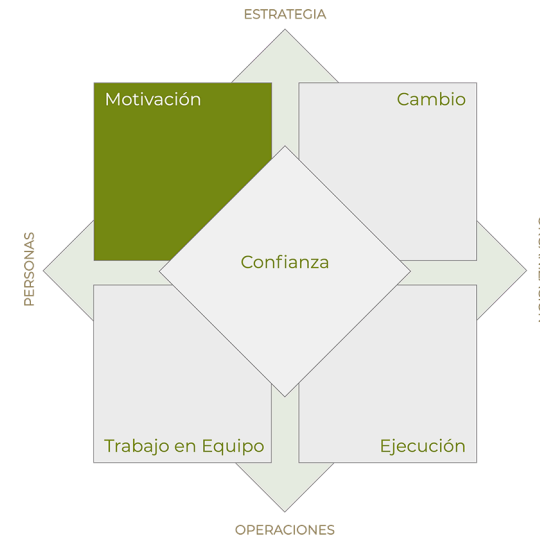 ESTRATEGIA
Motivación
Cambio
PERSONAS
Confianza
Trabajo en Equipo
Ejecución
OPERACIONES